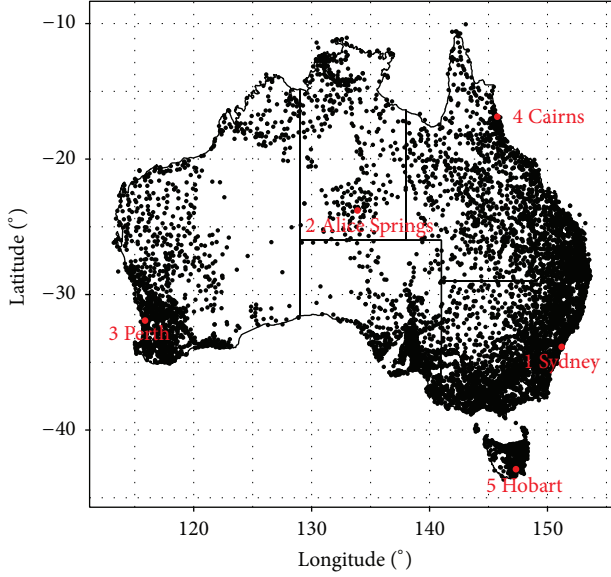 −10
−20
−30
−40
Latitude (°)
4 Cairns
2 Alice Springs
3 Perth
1 Sydney
5 Hobart
120
130
140
150
Longitude (°)